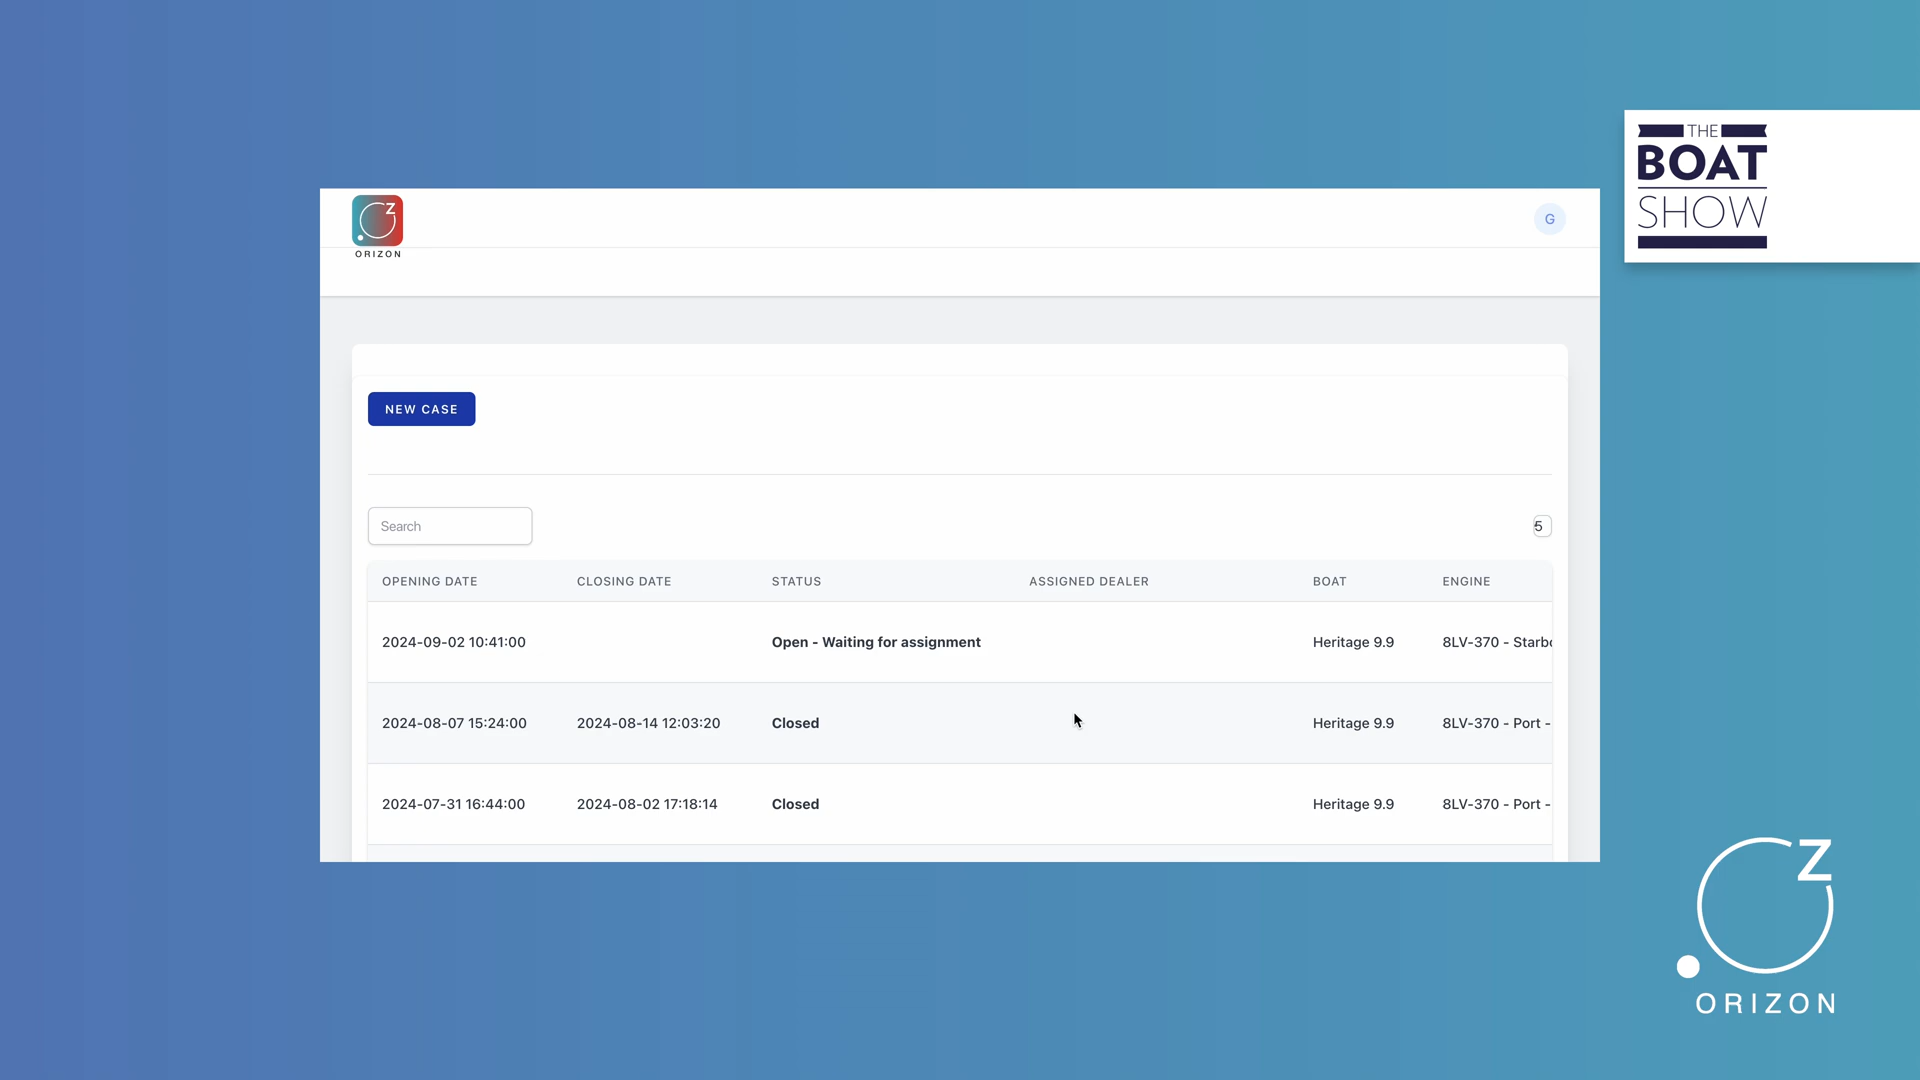 THE
BOAT
SHOW
Z
ORIZON
G
NEW CASE
Search
5
OPENING DATE CLOSING DATE STATUS ASSIGNED DEALER BOAT ENGINE
2024-09-02 10:41:00 Open - Waiting for assignment Heritage 9.9 8LV-370 -
2024-08-07 15:24:00 2024-08-14 12:03:20 Closed Heritage 9.9 8LV-370 - Port -
2024-07-31 16:44:00 2024-08-02 17:18:14 Closed Heritage 9.9 8LV-370 - Port -
Z
ORIZON